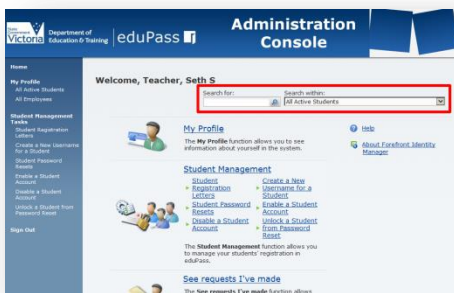 State
Government
Victoria
Department of
Education & Training
eduPass
Administration
Console
Home
My Profile
All Active Students
All Employees
Student Management
Tasks
Student Registration
Letters
Create a New Username
for a Student
Student Password
Resets
Enable a Student
Account
Disable a Student
Account
Unlock a Student from
Password Reset
Sign Out
Welcome, Teacher, Seth S
Search for:
Search within:
All Active Students
My Profile
The My Profile function allows you to see
information about yourself in the system.
Student Management
Student
Registration
Letters
Student Password
Resets
Disable a Student
Account
Create a New
Username for a
Student
Enable a Student
Account
Unlock a Student
from Password
Reset
The Student Management function allows you
to manage your students' registration in
eduPass.
See requests I've made
The See requests I've made function allows
Help
About Forefront Identity
Manager